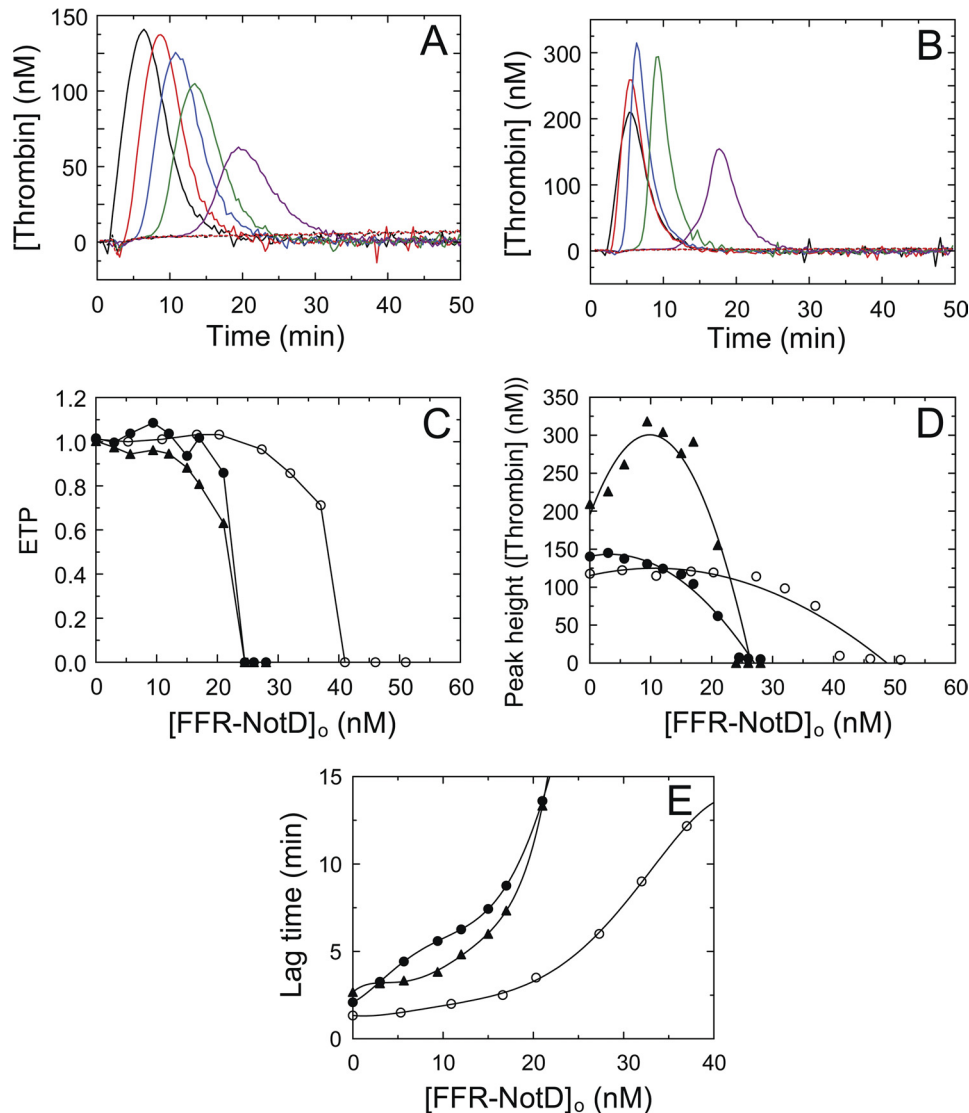 A
150
100
50
0
[Thrombin] (nM)
0 10 20 30 40 50
Time (min)
B
300
200
100
0
[Thrombin] (nM)
0 10 20 30 40 50
Time (min)
C
1.2
1.0
0.8
0.6
0.4
0.2
0.0
ETP
0 10 20 30 40 50 60
[FFR-NotD]o (nM)
D
350
300
250
200
150
100
50
0
Peak height ([Thrombin] (nM))
0 10 20 30 40 50 60
[FFR-NotD]o (nM)
E
15
10
5
0
Lag time (min)
0 10 20 30 40
[FFR-NotD]o (nM)